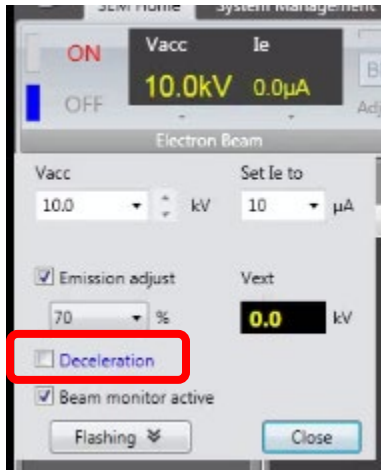 SEM Home System Management
ON Vacc Ie
10.0kV 0.0μA
OFF
Electron Beam
Vacc Set Ie to
10.0 kV 10 μA
Emission adjust Vext
70 % 0.0 kV
Deceleration
Beam monitor active
Flashing Close